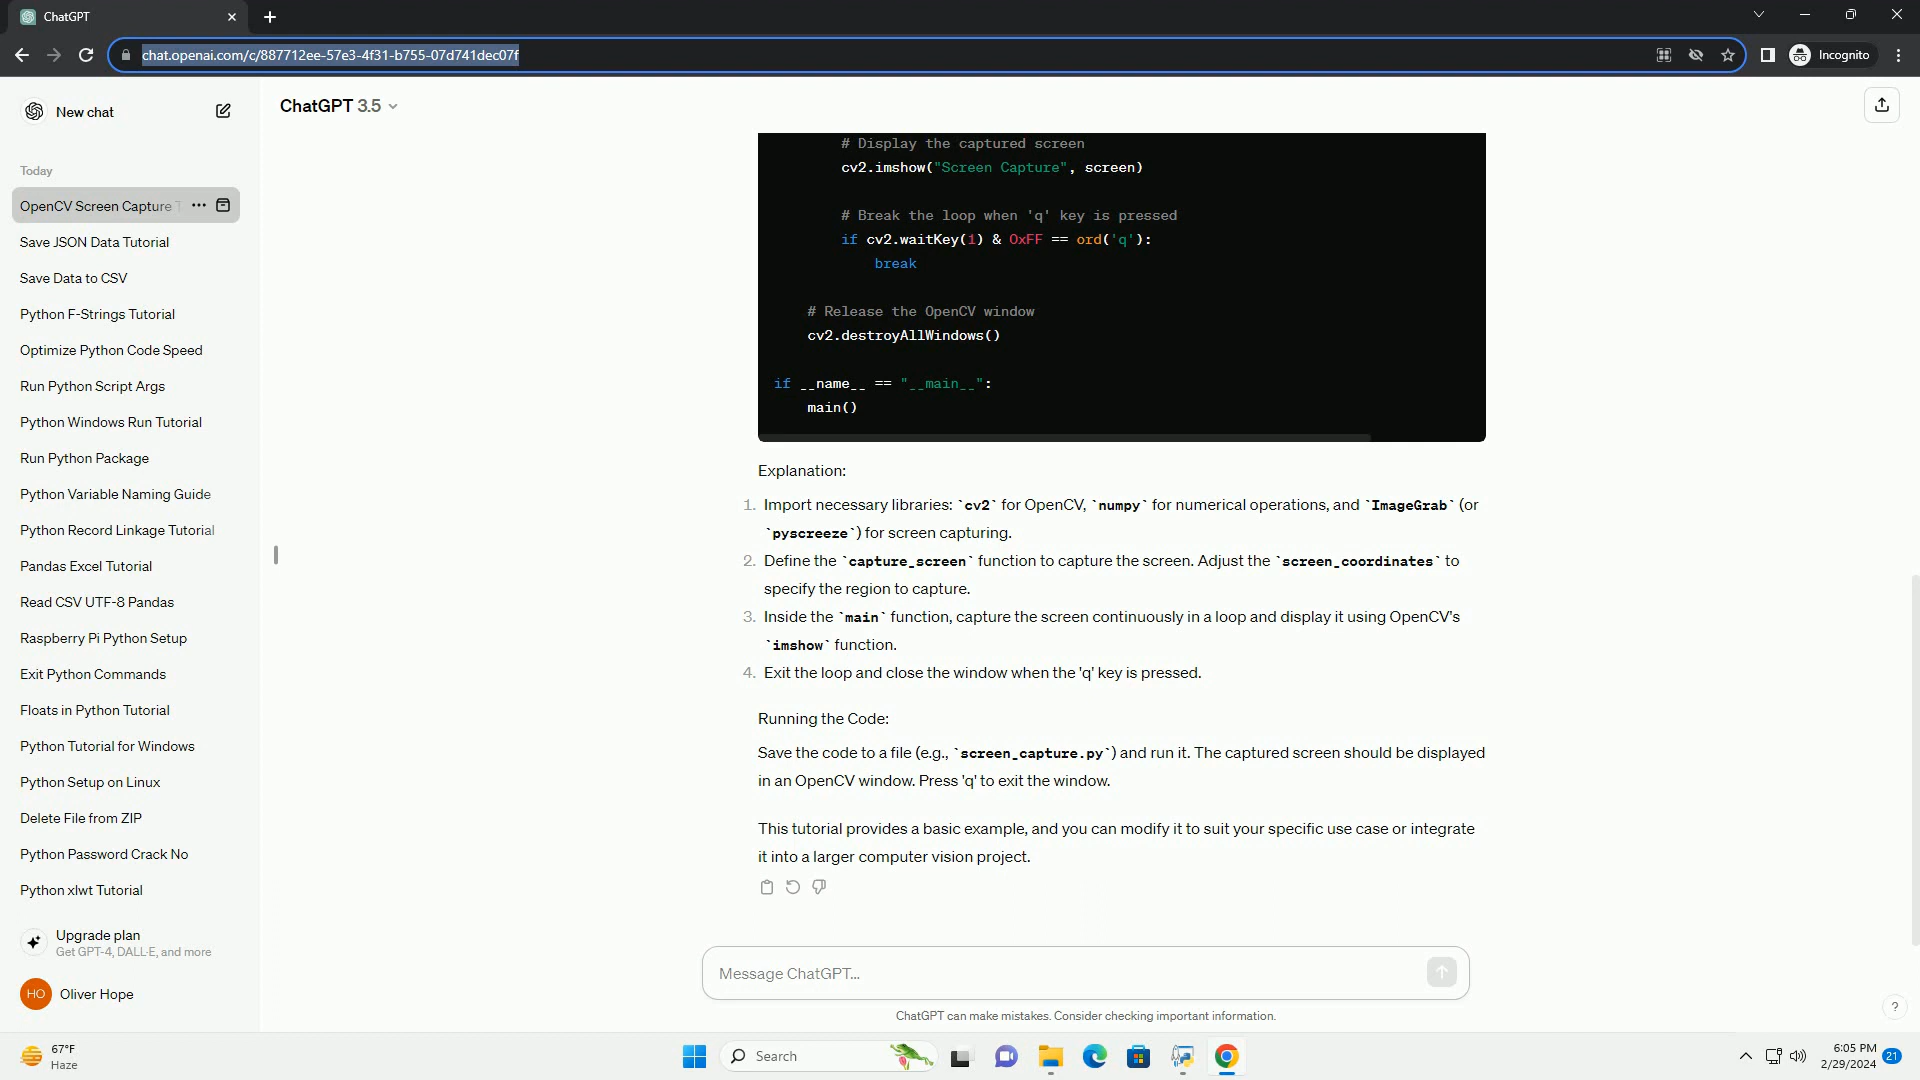 ChatGPT
chat.openai.com/c/887712ee-57e3-4f31-b755-07d741dec07f
Incognito
New chat
ChatGPT 3.5
Today
OpenCV Screen Capture T
Save JSON Data Tutorial
Save Data to CSV
Python F-Strings Tutorial
Optimize Python Code Speed
Run Python Script Args
Python Windows Run Tutorial
Run Python Package
Python Variable Naming Guide
Python Record Linkage Tutorial
Pandas Excel Tutorial
Read CSV UTF-8 Pandas
Raspberry Pi Python Setup
Exit Python Commands
Floats in Python Tutorial
Python Tutorial for Windows
Python Setup on Linux
Delete File from ZIP
Python Password Crack No
Python xlwt Tutorial
Upgrade plan
Get GPT-4, DALL·E, and more
HO Oliver Hope
# Display the captured screen
cv2.imshow("Screen Capture", screen)
# Break the loop when 'q' key is pressed
if cv2.waitKey(1) & 0xFF == ord('q'):
break
# Release the OpenCV window
cv2.destroyAllWindows()
if __name__ == "__main__":
main()
Explanation:
1. Import necessary libraries: `cv2` for OpenCV, `numpy` for numerical operations, and `ImageGrab` (or
`pyscreeze`) for screen capturing.
2. Define the `capture_screen` function to capture the screen. Adjust the `screen_coordinates` to
specify the region to capture.
3. Inside the `main` function, capture the screen continuously in a loop and display it using OpenCV's
`imshow` function.
4. Exit the loop and close the window when the 'q' key is pressed.
Running the Code:
Save the code to a file (e.g., `screen_capture.py`) and run it. The captured screen should be displayed
in an OpenCV window. Press 'q' to exit the window.
This tutorial provides a basic example, and you can modify it to suit your specific use case or integrate
it into a larger computer vision project.
Message ChatGPT...
ChatGPT can make mistakes. Consider checking important information.
?
67°F
Haze
Search
6:05 PM
2/29/2024
21